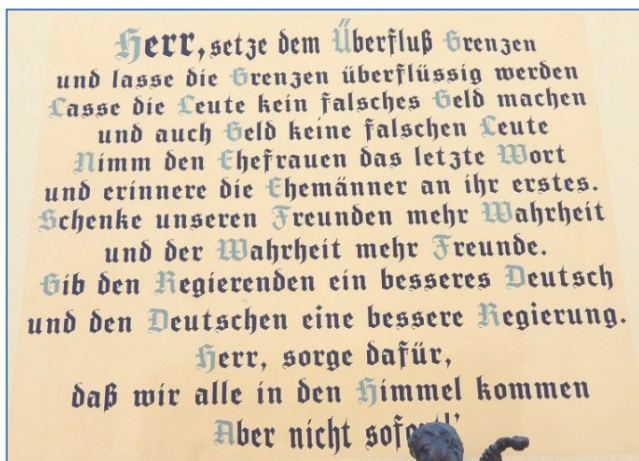 Herr, setze dem Überfluß Grenzen
und lasse die Grenzen überflüssig werden
Lasse die Leute kein falsches Geld machen
und auch Geld keine falschen Leute
Nimm den Ehefrauen das letzte Wort
und erinnere die Ehemänner an ihr erstes.
Schenke unseren Freunden mehr Wahrheit
und der Wahrheit mehr Freunde.
Gib den Regierenden ein besseres Deutsch
und den Deutschen eine bessere Regierung.
Herr, sorge dafür,
daß wir alle in den Himmel kommen
Aber nicht